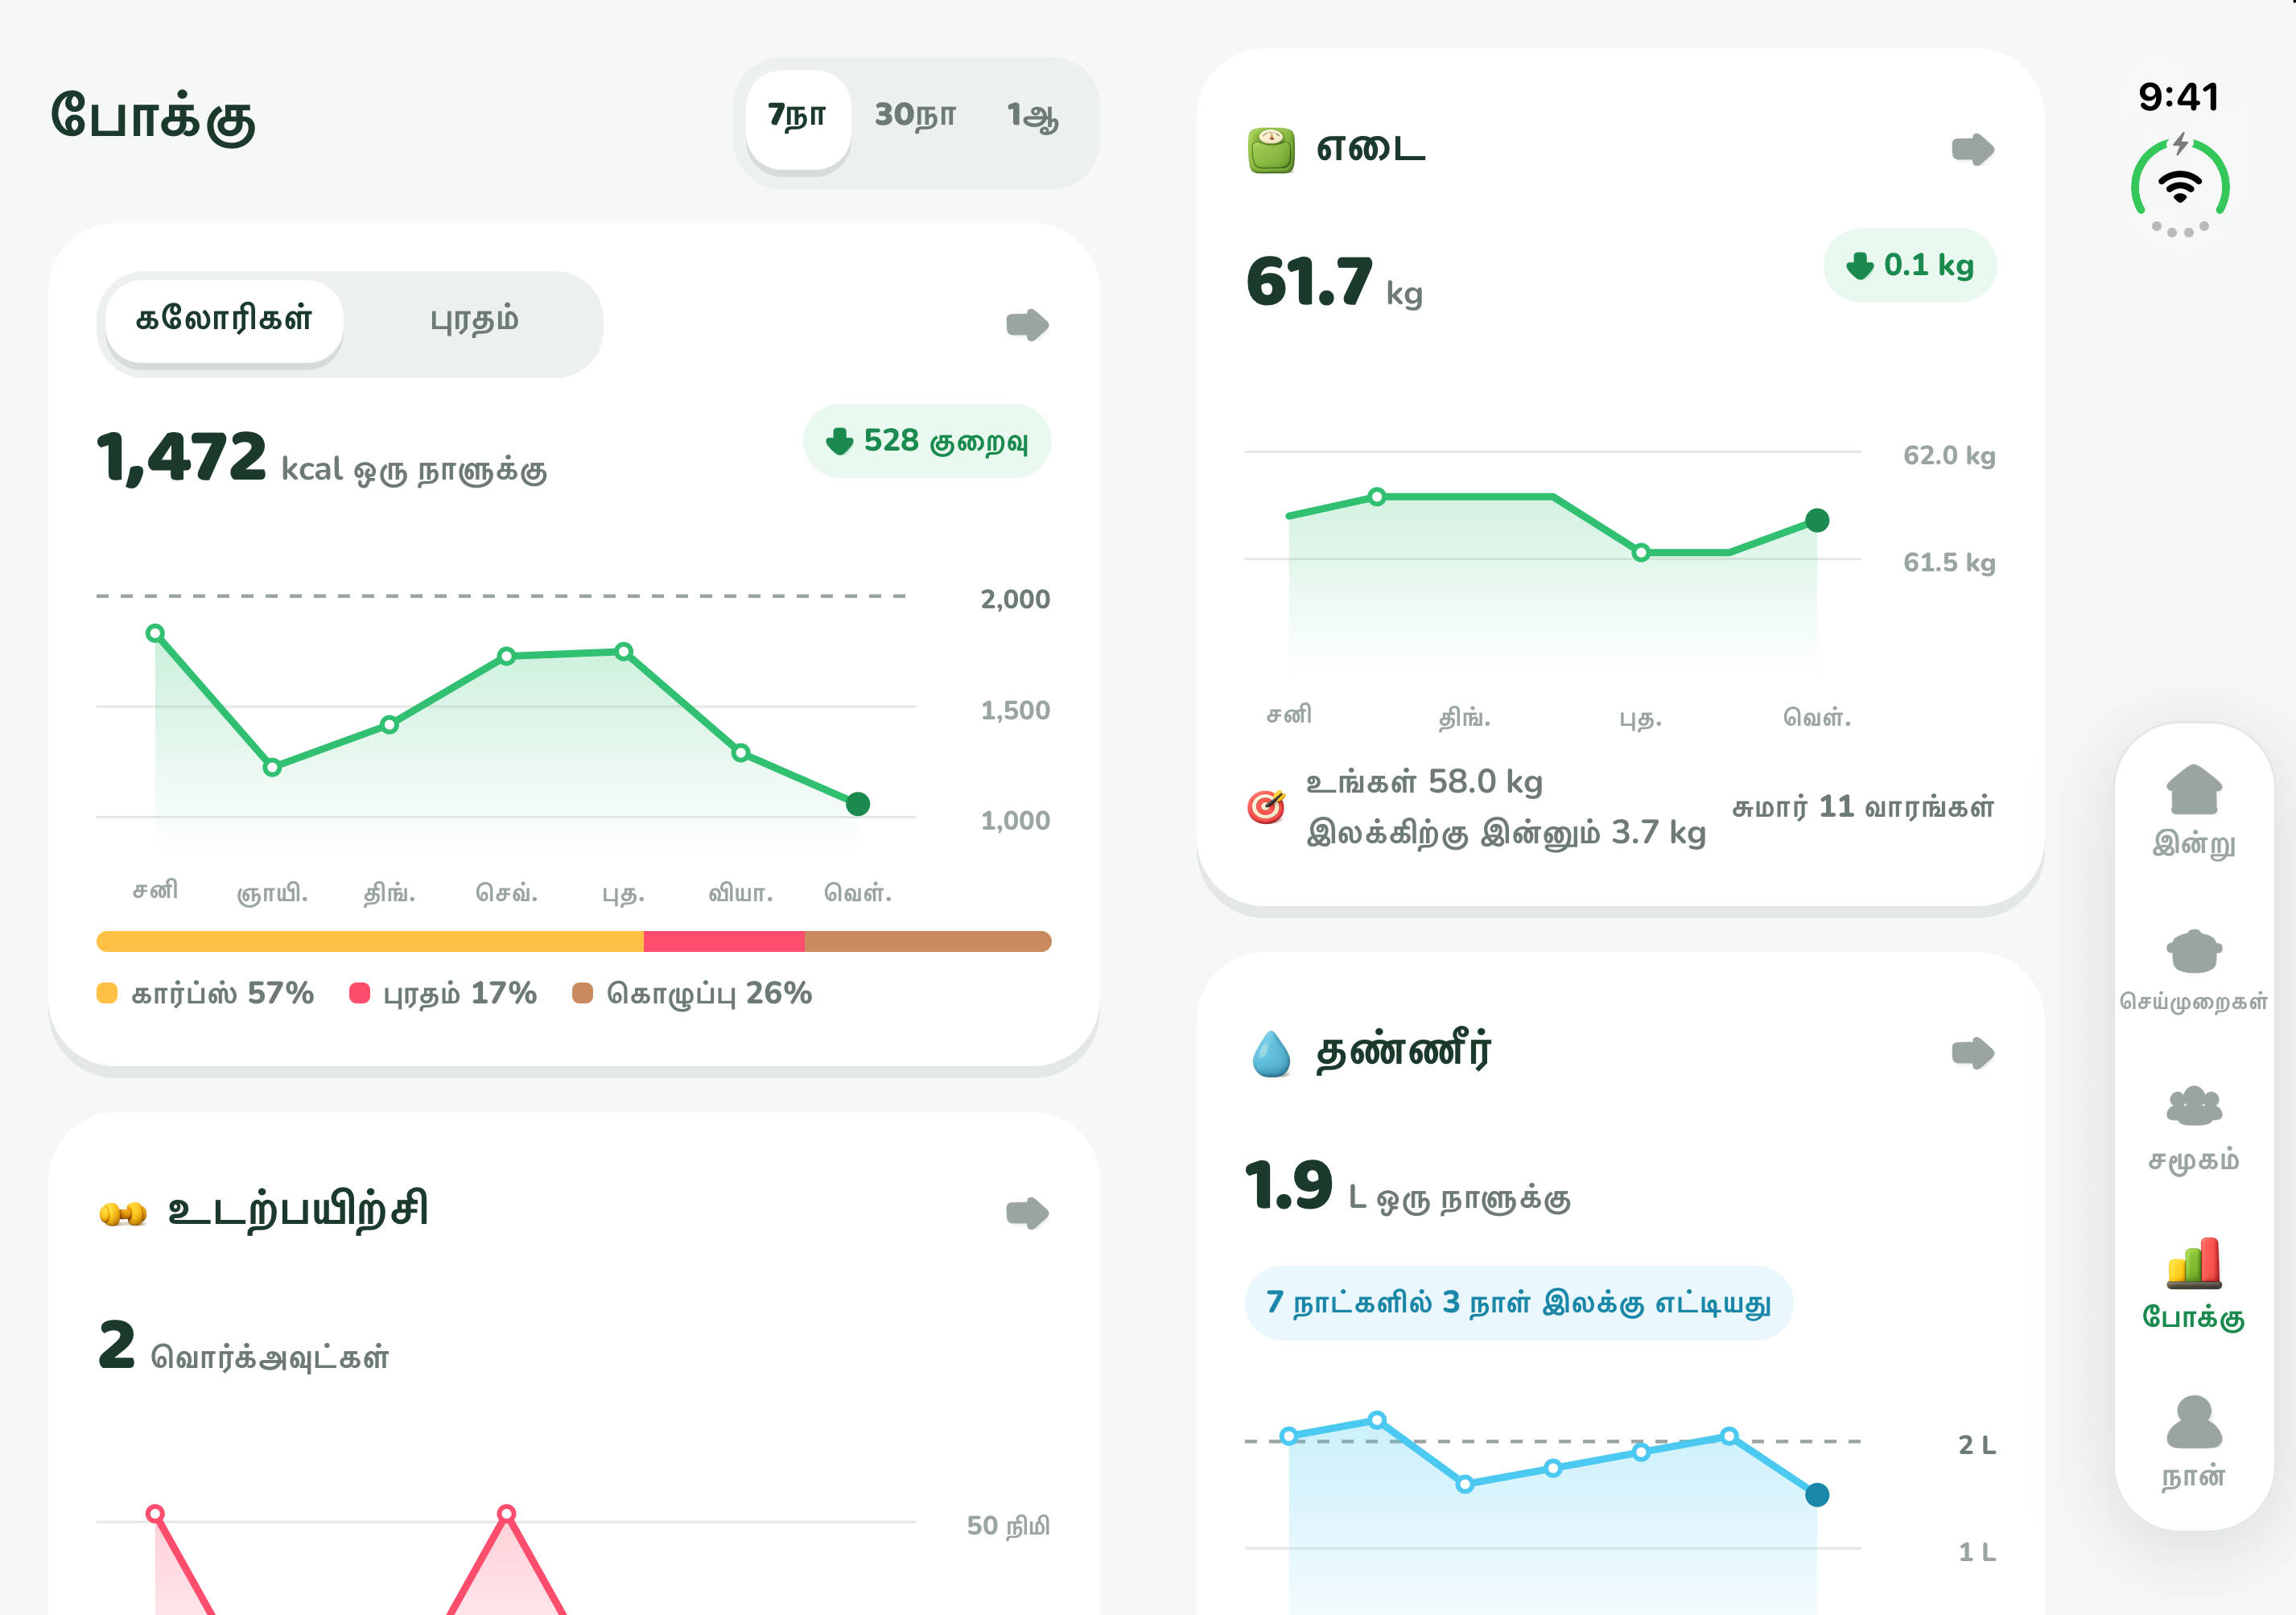 போக்கு
7நா
30நா
1ஆ
கலோரிகள்
புரதம்
1,472 kcal ஒரு நாளுக்கு
528 குறைவு
2,000
1,500
1,000
சனி
ஞாயி.
திங்.
செவ்.
புத.
வியா.
வெள்.
கார்ப்ஸ் 57%
புரதம் 17%
கொழுப்பு 26%
உடற்பயிற்சி
2 வொர்க்அவுட்கள்
50 நிமி
எடை
61.7 kg
0.1 kg
62.0 kg
61.5 kg
சனி
திங்.
புத.
வெள்.
உங்கள் 58.0 kg
இலக்கிற்கு இன்னும் 3.7 kg
சுமார் 11 வாரங்கள்
தண்ணீர்
1.9 L ஒரு நாளுக்கு
7 நாட்களில் 3 நாள் இலக்கு எட்டியது
2 L
1 L
9:41
இன்று
செய்முறைகள்
சமூகம்
போக்கு
நான்